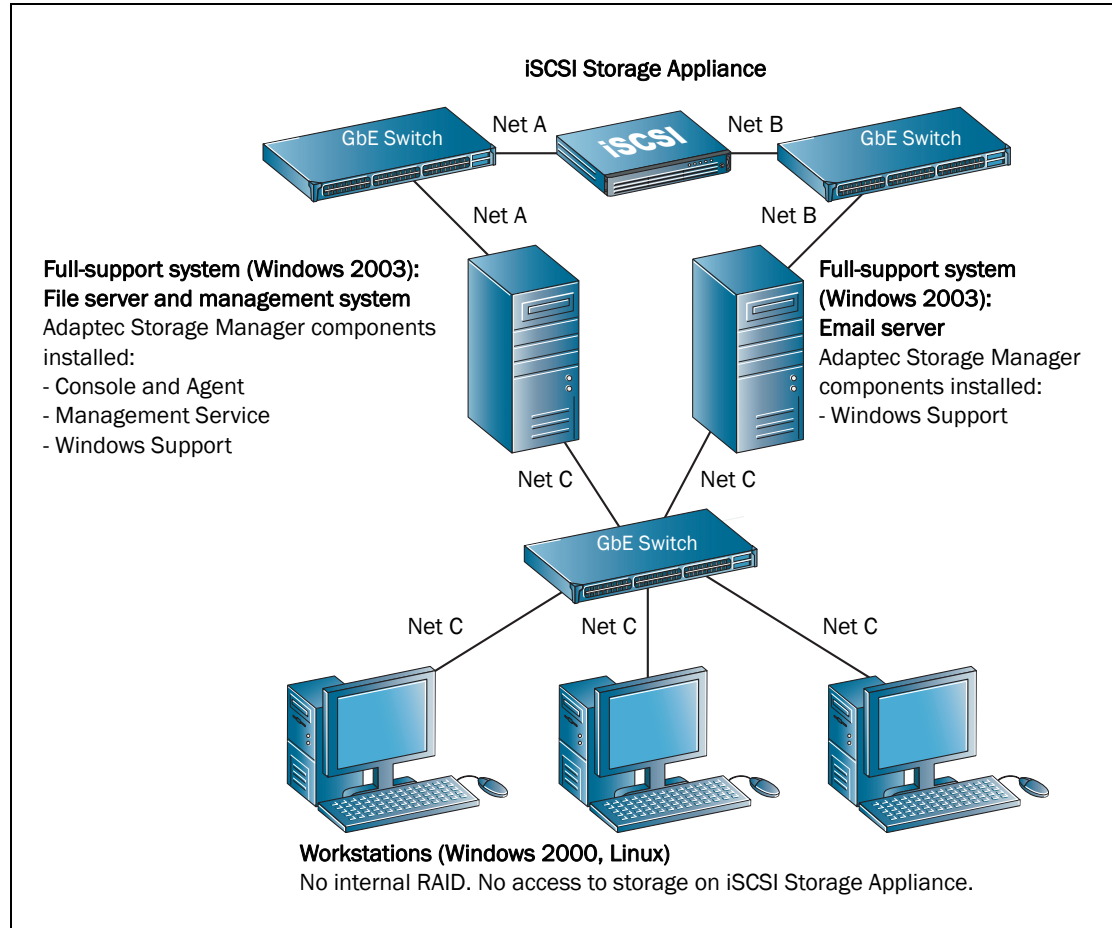 iSCSI Storage Appliance
GbE Switch
Net A
iSCSI
Net B
GbE Switch
Net A
Net B
Full-support system (Windows 2003):
File server and management system
Adaptec Storage Manager components
installed:
- Console and Agent
- Management Service
- Windows Support
Full-support system
(Windows 2003):
Email server
Adaptec Storage Manager
components installed:
- Windows Support
Net C
Net C
GbE Switch
Net C
Net C
Net C
Workstations (Windows 2000, Linux)
No internal RAID. No access to storage on iSCSI Storage Appliance.